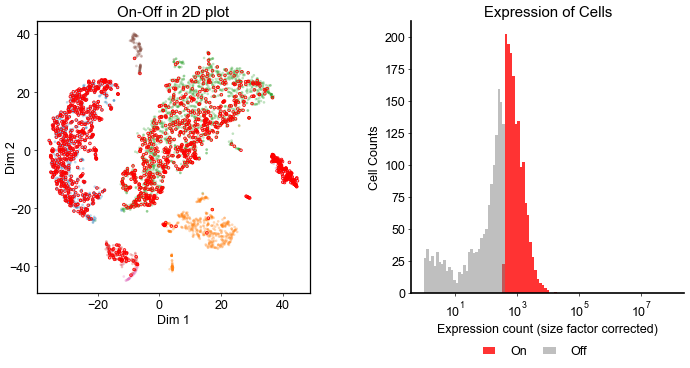 On-Off in 2D plot
40
20
0
−20
−40
Dim 2
−20
0
20
40
Dim 1
Expression of Cells
200
175
150
125
100
75
50
25
0
Cell Counts
10^1
10^3
10^5
10^7
Expression count (size factor corrected)
On
Off